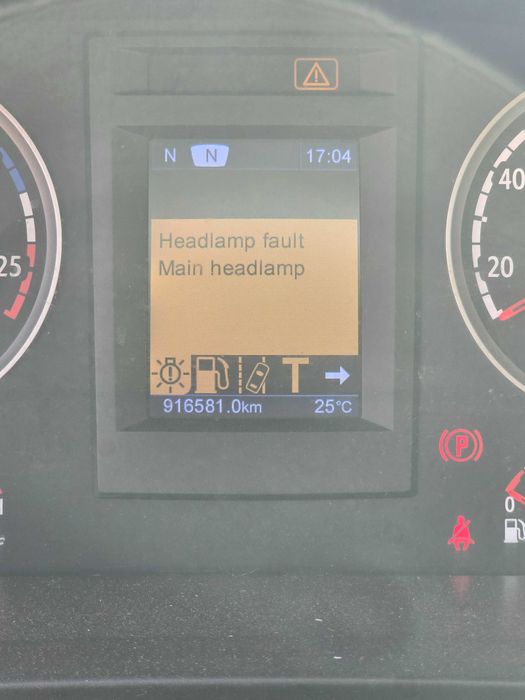 N N 17:04
Headlamp fault
Main headlamp
T
916581.0km 25°C
25
40
20
P
0